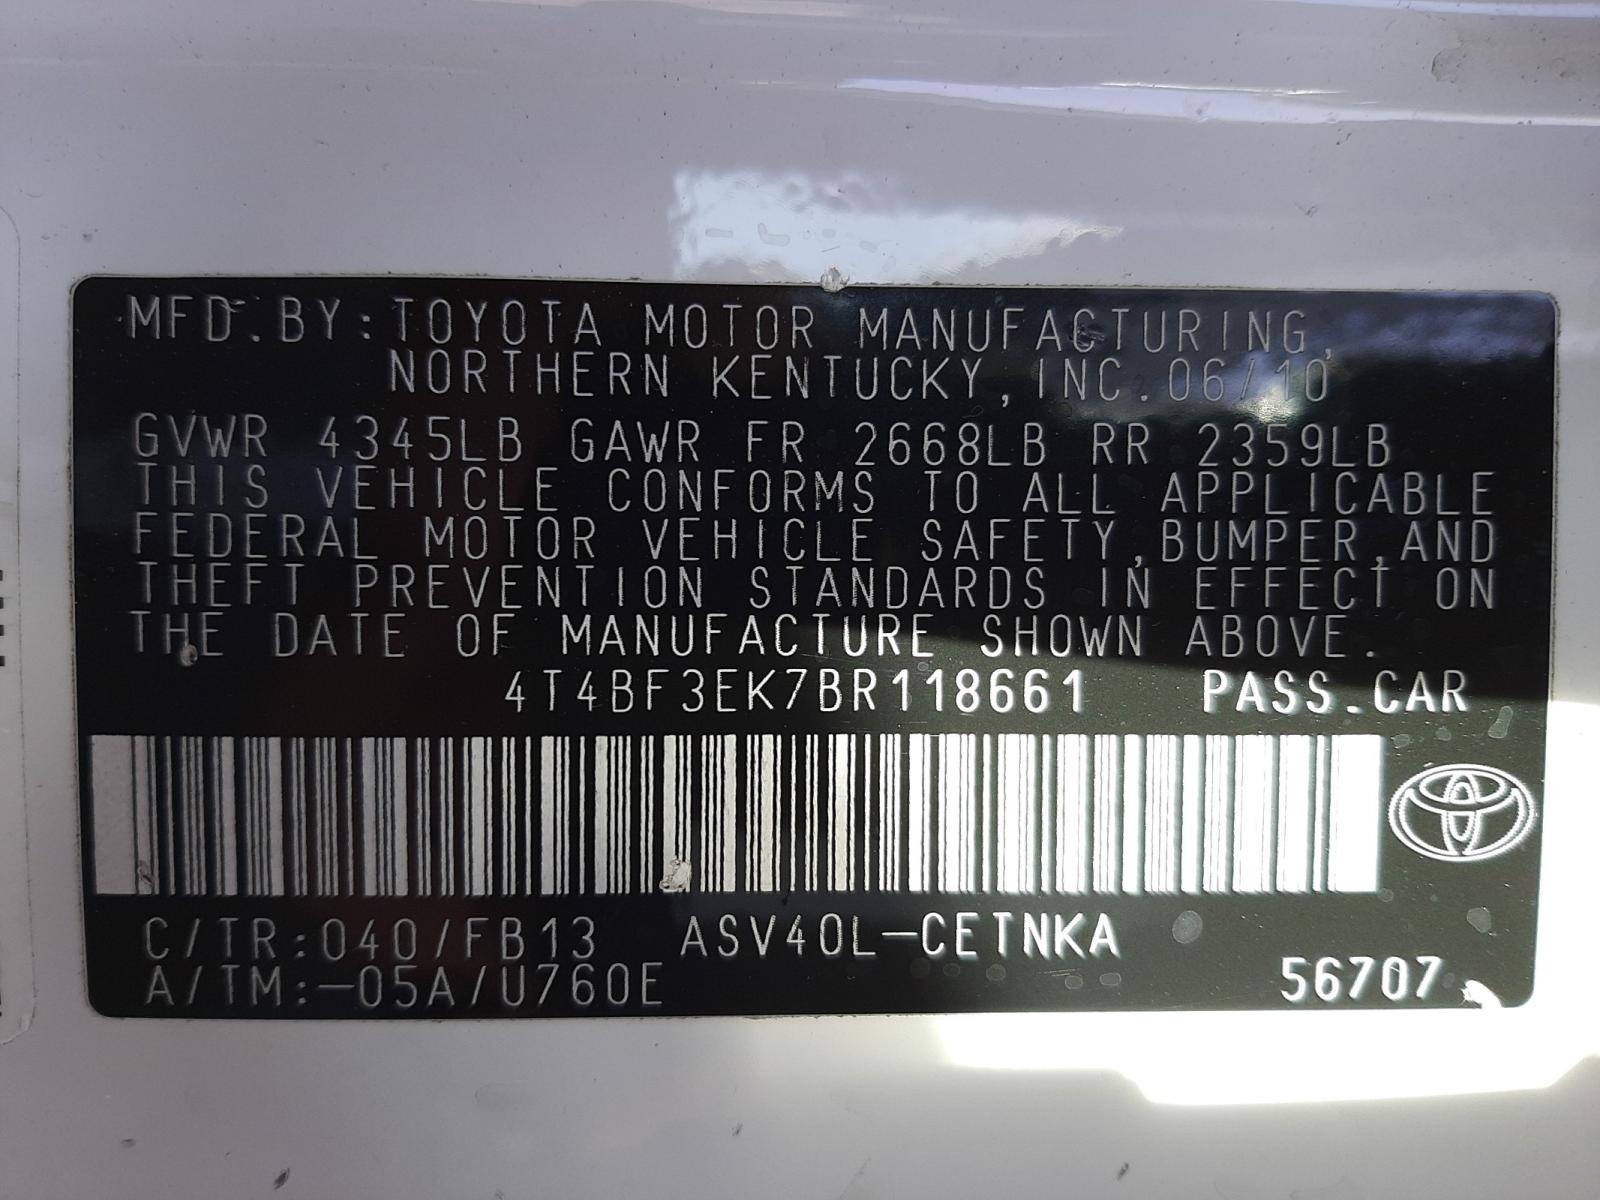 MFD. BY: TOYOTA MOTOR MANUFACTURING,
NORTHERN KENTUCKY, INC. 06/10
GVWR 4345LB GAWR FR 2668LB RR 2359LB
THIS VEHICLE CONFORMS TO ALL APPLICABLE
FEDERAL MOTOR VEHICLE SAFETY, BUMPER, AND
THEFT PREVENTION STANDARDS IN EFFECT ON
THE DATE OF MANUFACTURE SHOWN ABOVE.
4T4BF3EK7BR118661 PASS. CAR
C/TR: 040/FB13 ASV40L-CETNKA
A/TM: -05A/U760E 56707